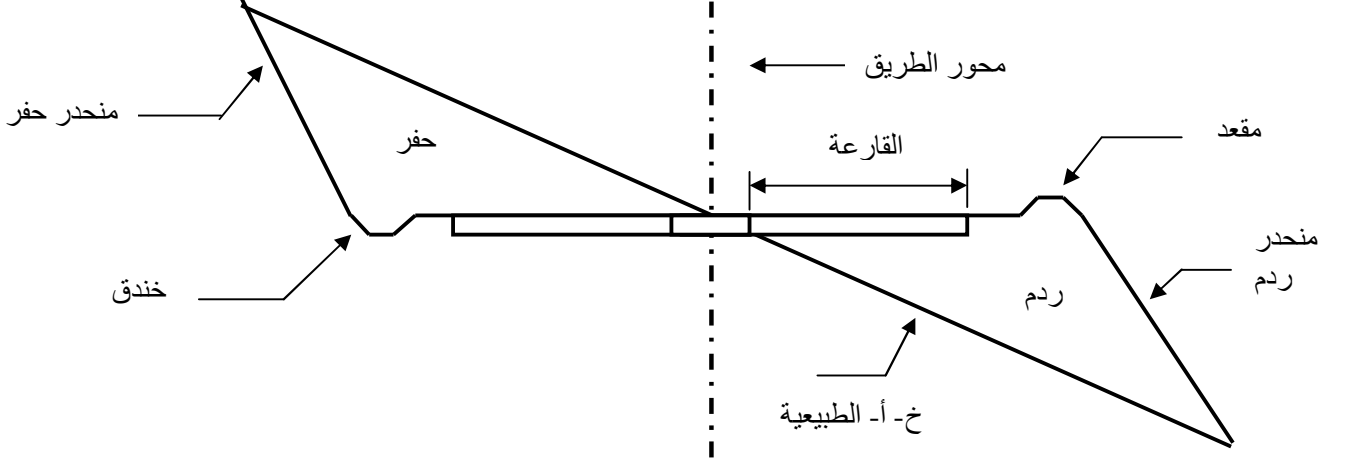 محور الطريق
منحدر حفر
حفر
القارعة
مقعد
منحدر
ردم
ردم
خندق
خ- أ- الطبيعية